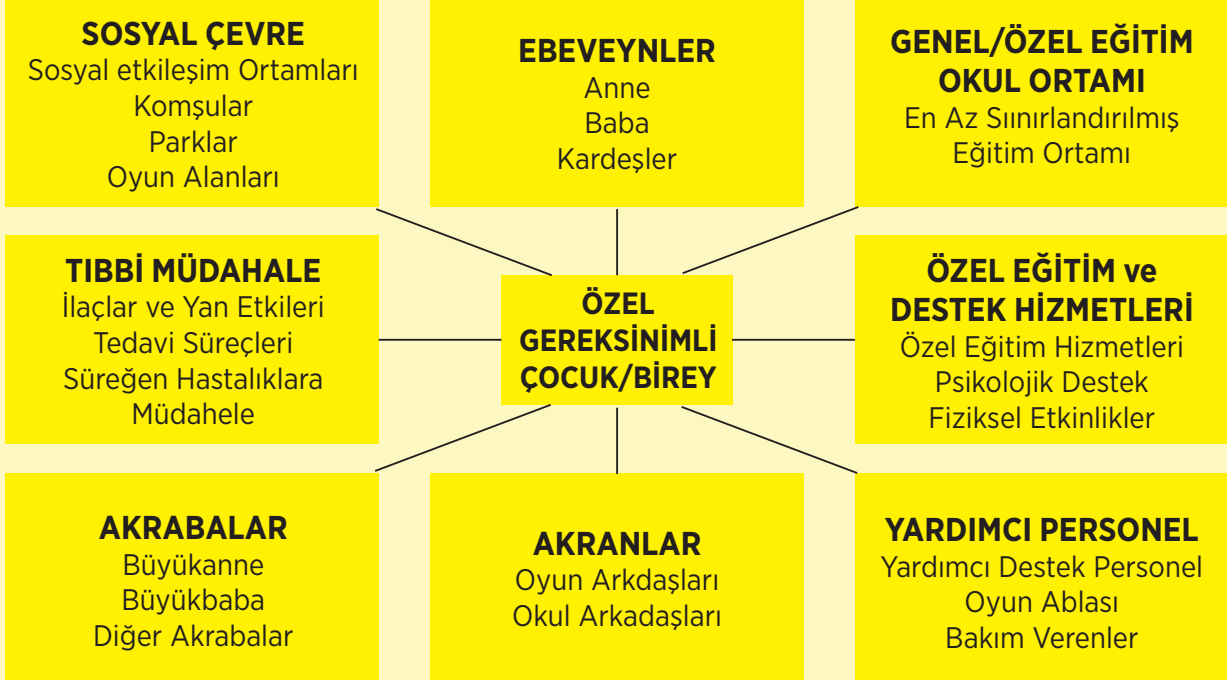 SOSYAL ÇEVRE
Sosyal etkileşim Ortamları
Komşular
Parklar
Oyun Alanları
EBEVEYNLER
Anne
Baba
Kardeşler
GENEL/ÖZEL EĞİTİM
OKUL ORTAMI
En Az Sıınırlandırılmış
Eğitim Ortamı
TIBBİ MÜDAHALE
İlaçlar ve Yan Etkileri
Tedavi Süreçleri
Süreğen Hastalıklara
Müdahele
ÖZEL
GEREKSİNİMLİ
ÇOCUK/BİREY
ÖZEL EĞİTİM ve
DESTEK HİZMETLERİ
Özel Eğitim Hizmetleri
Psikolojik Destek
Fiziksel Etkinlikler
AKRABALAR
Büyükanne
Büyükbaba
Diğer Akrabalar
AKRANLAR
Oyun Arkdaşları
Okul Arkadaşları
YARDIMCI PERSONEL
Yardımcı Destek Personel
Oyun Ablası
Bakım Verenler